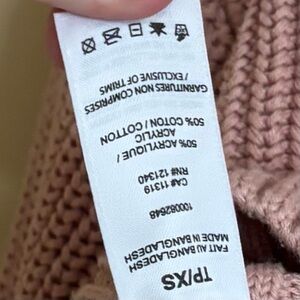 TP/XS
FAIT AU BANGLADESH
MADE IN BANGLADESH
1000082648
CA# 11319
RN# 121340
50% ACRYLIQUE /
ACRYLIC
50% COTON / COTTON
GARNITURES NON COMPRISES
/ EXCLUSIVE OF TRIMS